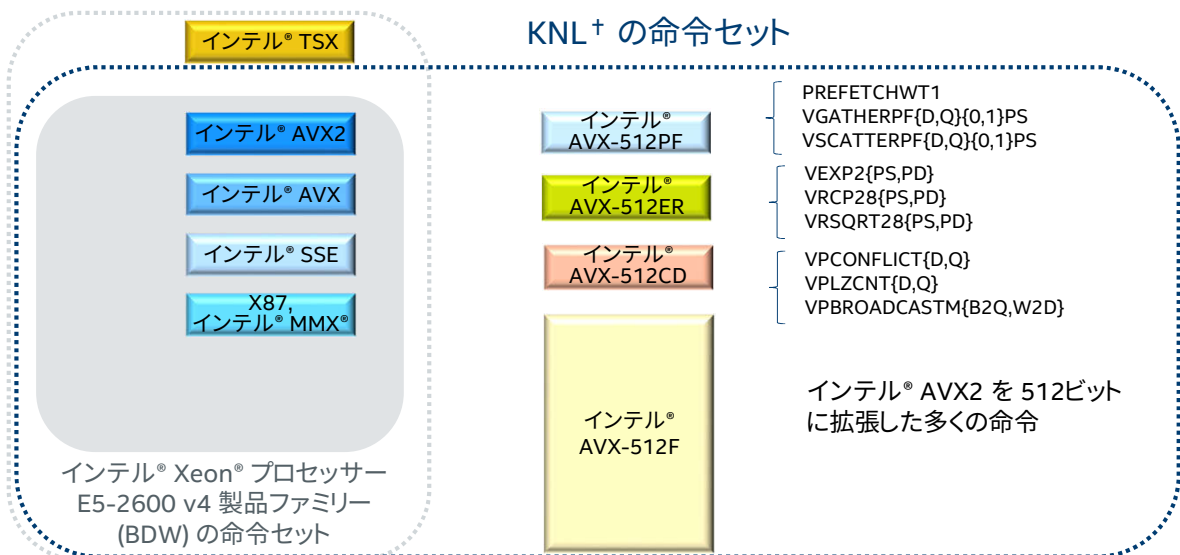 KNL† の命令セット
インテル® TSX
インテル® AVX2
インテル® AVX
インテル® SSE
X87,
インテル® MMX®
インテル® Xeon® プロセッサー
E5-2600 v4 製品ファミリー
(BDW) の命令セット
インテル®
AVX-512PF
PREFETCHWT1
VGATHERPF{D,Q}{0,1}PS
VSCATTERPF{D,Q}{0,1}PS
インテル®
AVX-512ER
VEXP2{PS,PD}
VRCP28{PS,PD}
VRSQRT28{PS,PD}
インテル®
AVX-512CD
VPCONFLICT{D,Q}
VPLZCNT{D,Q}
VPBROADCASTM{B2Q,W2D}
インテル®
AVX-512F
インテル® AVX2 を 512ビット
に拡張した多くの命令